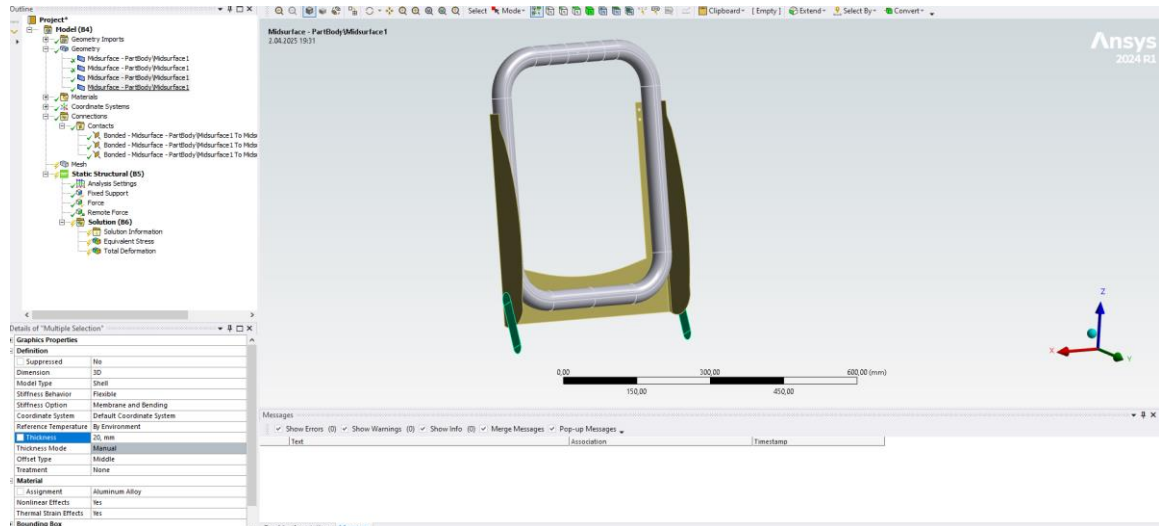 Outline
Select Mode Clipboard [Empty] Extend Select By Convert
Project*
Model (B4)
Geometry Imports
Geometry
Midsurface - PartBody\Midsurface1
Midsurface - PartBody\Midsurface1
Midsurface - PartBody\Midsurface1
Midsurface - PartBody\Midsurface1
Materials
Coordinate Systems
Connections
Contacts
Bonded - Midsurface - PartBody\Midsurface1 To Mids
Bonded - Midsurface - PartBody\Midsurface1 To Mids
Bonded - Midsurface - PartBody\Midsurface1 To Mids
Mesh
Static Structural (B5)
Analysis Settings
Fixed Support
Force
Remote Force
Solution (B6)
Solution Information
Equivalent Stress
Total Deformation
Details of "Multiple Selection"
Graphics Properties
Definition
Suppressed No
Dimension 3D
Model Type Shell
Stiffness Behavior Flexible
Stiffness Option Membrane and Bending
Coordinate System Default Coordinate System
Reference Temperature By Environment
Thickness 20, mm
Thickness Mode Manual
Offset Type Middle
Treatment None
Material
Assignment Aluminum Alloy
Nonlinear Effects Yes
Thermal Strain Effects Yes
Bounding Box
Midsurface - PartBody\Midsurface1
2.04.2025 19:31
Ansys
2024 R1
Z
X
Y
0,00 300,00 600,00 (mm)
150,00 450,00
Messages
Show Errors (0) Show Warnings (0) Show Info (0) Merge Messages Pop-up Messages
Text Association Timestamp